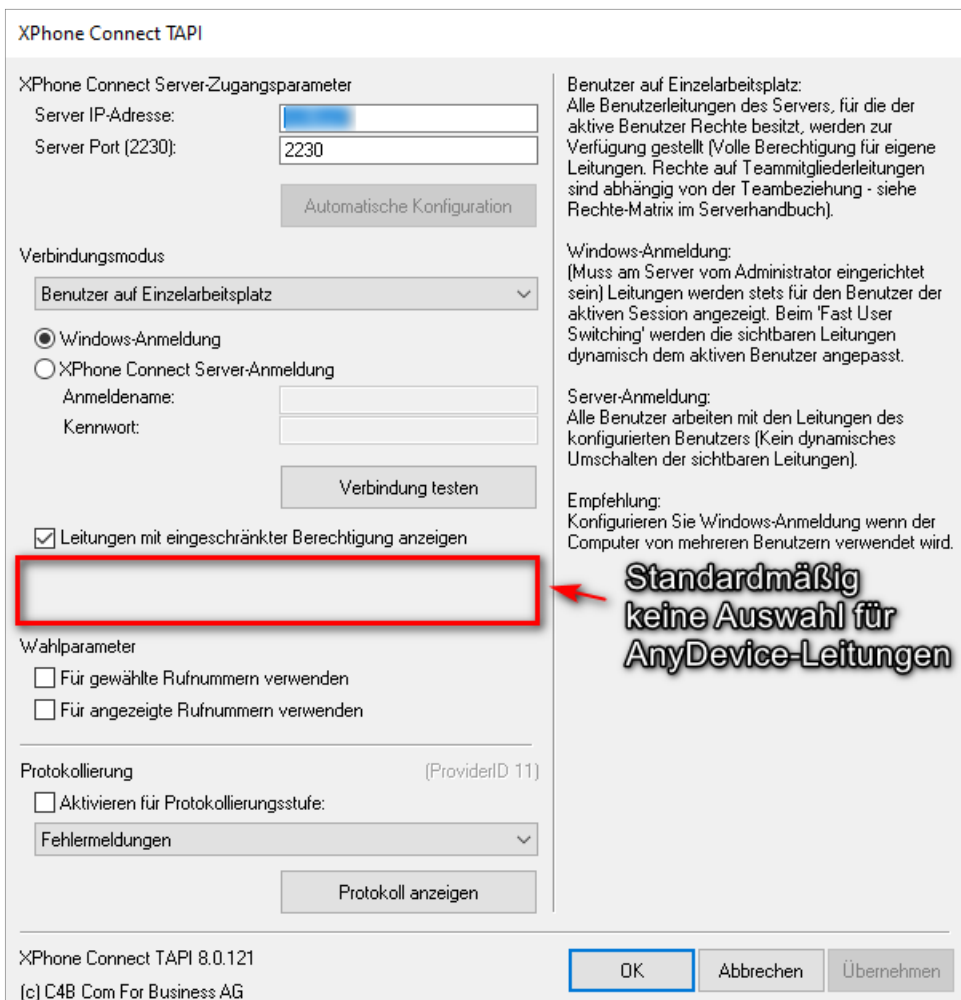 XPhone Connect TAPI
XPhone Connect Server-Zugangsparameter
Server IP-Adresse:
Server Port (2230):
2230
Automatische Konfiguration
Verbindungsmodus
Benutzer auf Einzelarbeitsplatz
Windows-Anmeldung
XPhone Connect Server-Anmeldung
Anmeldename:
Kennwort:
Verbindung testen
Leitungen mit eingeschränkter Berechtigung anzeigen
Wahlparameter
Für gewählte Rufnummern verwenden
Für angezeigte Rufnummern verwenden
Protokollierung
(ProviderID 11)
Aktivieren für Protokollierungsstufe:
Fehlermeldungen
Protokoll anzeigen
Benutzer auf Einzelarbeitsplatz:
Alle Benutzerleitungen des Servers, für die der
aktive Benutzer Rechte besitzt, werden zur
Verfügung gestellt (Volle Berechtigung für eigene
Leitungen. Rechte auf Teammitgliederleitungen
sind abhängig von der Teambeziehung - siehe
Rechte-Matrix im Serverhandbuch).
Windows-Anmeldung:
(Muss am Server vom Administrator eingerichtet
sein) Leitungen werden stets für den Benutzer der
aktiven Session angezeigt. Beim 'Fast User
Switching' werden die sichtbaren Leitungen
dynamisch dem aktiven Benutzer angepasst.
Server-Anmeldung:
Alle Benutzer arbeiten mit den Leitungen des
konfigurierten Benutzers (Kein dynamisches
Umschalten der sichtbaren Leitungen).
Empfehlung:
Konfigurieren Sie Windows-Anmeldung wenn der
Computer von mehreren Benutzern verwendet wird.
Standardmäßig
keine Auswahl für
AnyDevice-Leitungen
XPhone Connect TAPI 8.0.121
(c) C4B Com For Business AG
OK
Abbrechen
Übernehmen